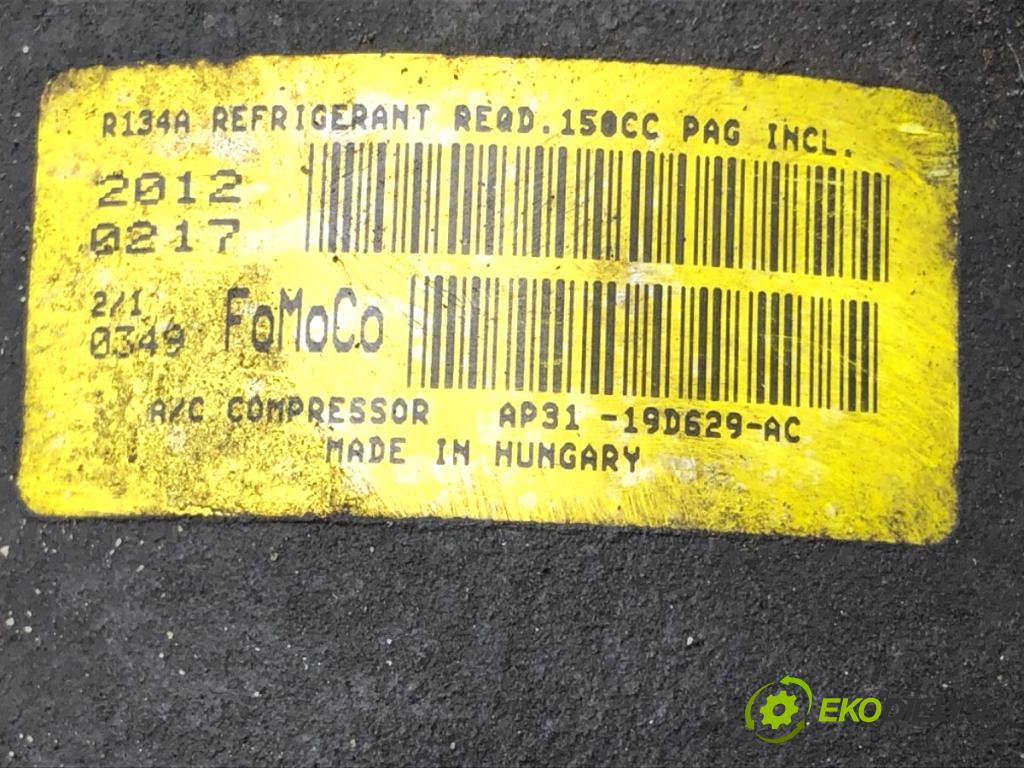 R134A REFRIGERANT REQD. 150CC PAG INCL.
2012
0217
2/1
0349
FoMoCo
A/C COMPRESSOR AP31 -19D629-AC
MADE IN HUNGARY
EKO